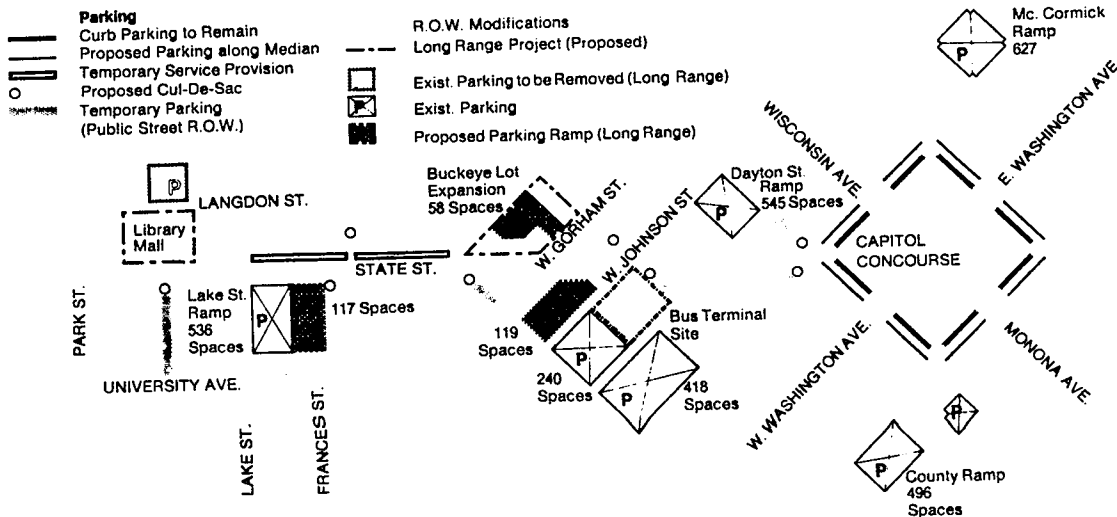 Parking
Curb Parking to Remain
Proposed Parking along Median
Temporary Service Provision
Proposed Cul-De-Sac
Temporary Parking
(Public Street R.O.W.)
R.O.W. Modifications
Long Range Project (Proposed)
Exist. Parking to be Removed (Long Range)
P
Exist. Parking
Proposed Parking Ramp (Long Range)
Mc. Cormick
Ramp
627
P
WISCONSIN AVE.
E. WASHINGTON AVE
P
LANGDON ST.
Library
Mall
Buckeye Lot
Expansion
58 Spaces
W. GORHAM ST.
W. JOHNSON ST
Dayton St.
Ramp
545 Spaces
P
STATE ST.
CAPITOL
CONCOURSE
PARK ST.
Lake St.
Ramp
536
Spaces
P
117 Spaces
119
Spaces
Bus Terminal
Site
P
240
Spaces
P
418
Spaces
W. WASHINGTON AVE.
MONONA AVE.
UNIVERSITY AVE.
LAKE ST.
FRANCES ST.
P
P
County Ramp
496
Spaces